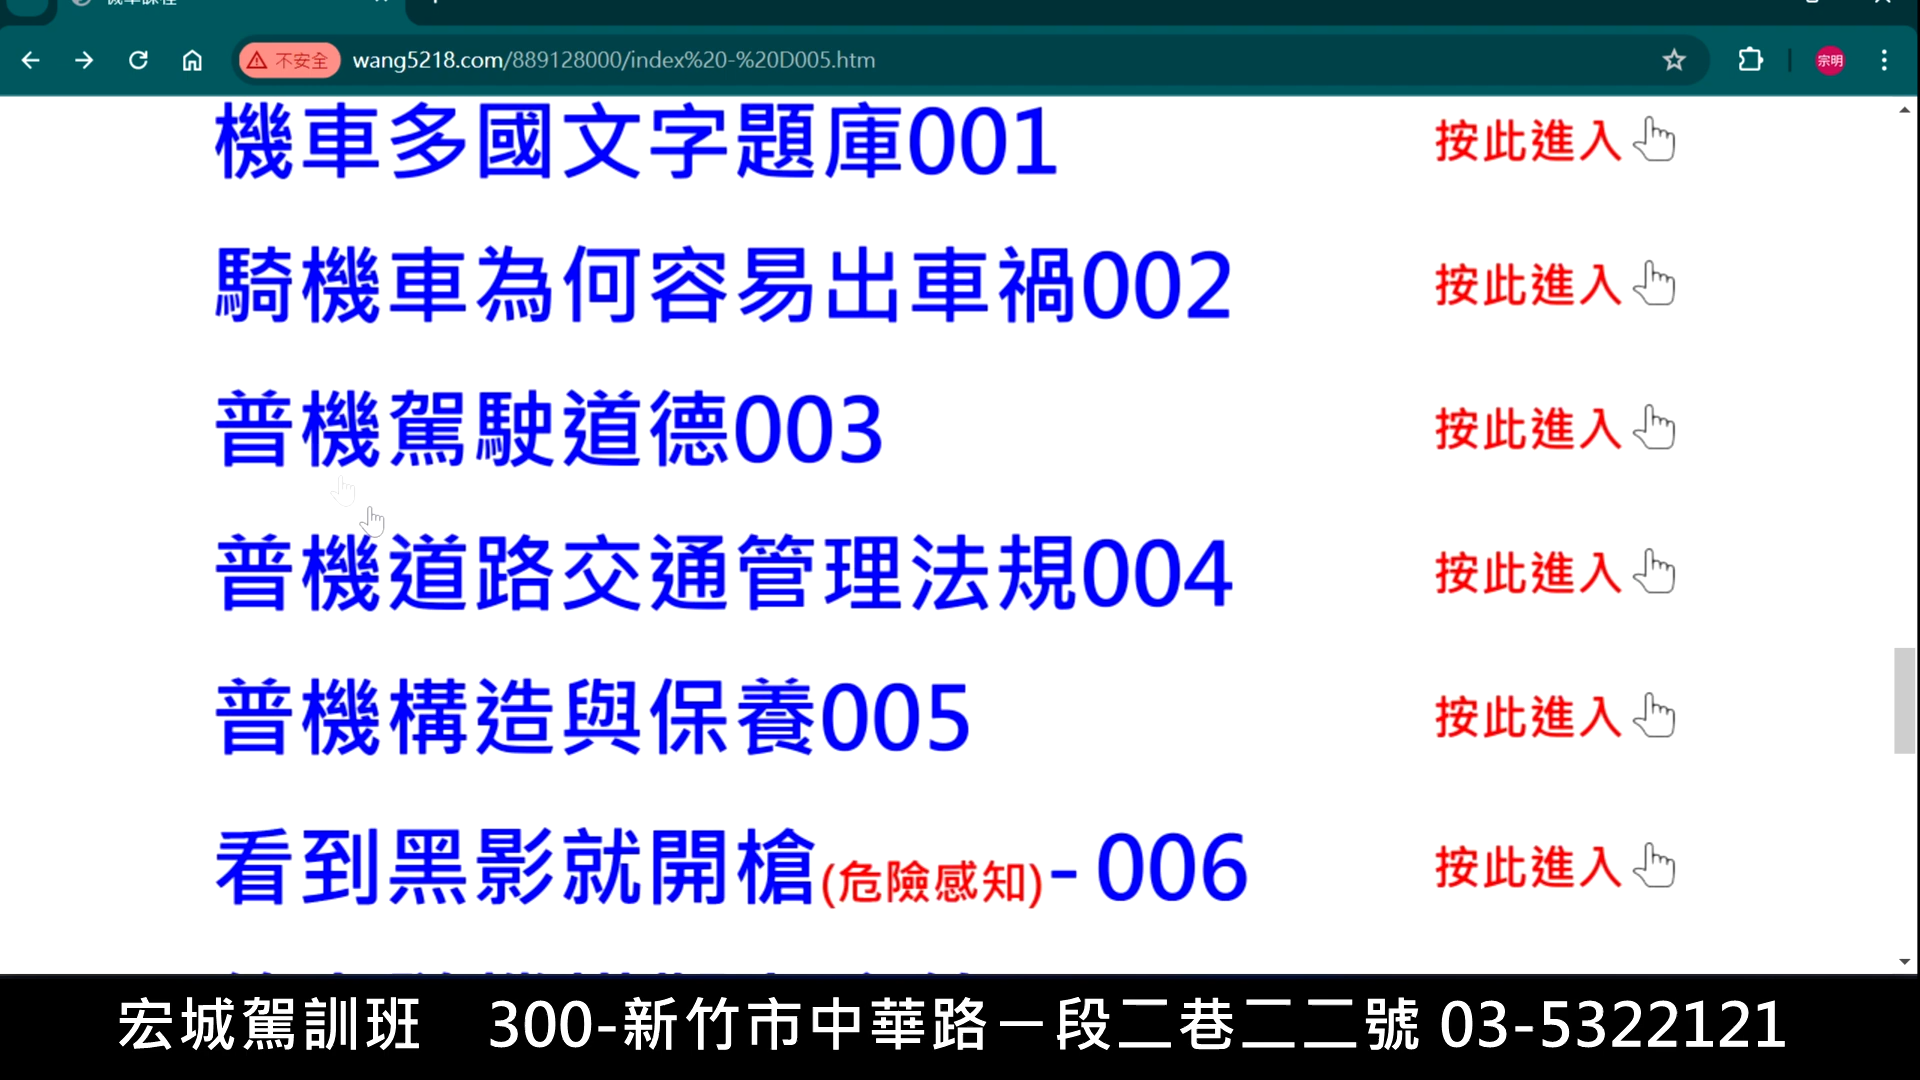 不安全 wang5218.com/889128000/index%20-%20D005.htm 宗明
機車多國文字題庫001 按此進入
騎機車為何容易出車禍002 按此進入
普機駕駛道德003 按此進入
普機道路交通管理法規004 按此進入
普機構造與保養005 按此進入
看到黑影就開槍(危險感知)- 006 按此進入
宏城駕訓班 300-新竹市中華路一段二巷二二號 03-5322121